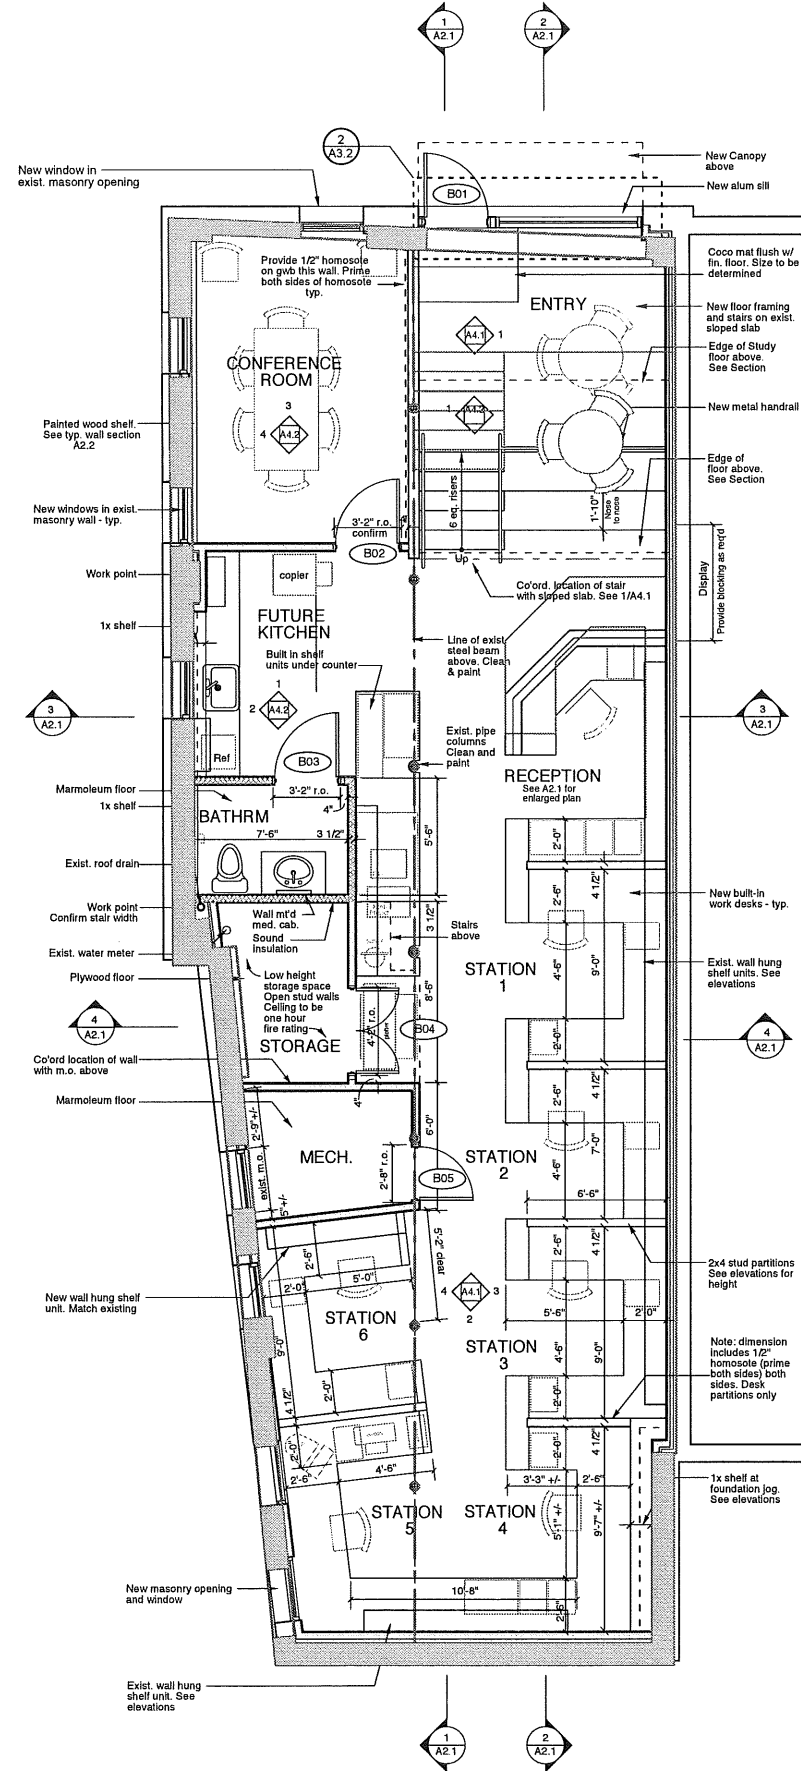 1
A2.1
2
A2.1
2
A3.2
New window in
exist. masonry opening
New Canopy
above
B01
New alum sill
Provide 1/2" homosote
on gwb this wall. Prime
both sides of homosote
typ.
Coco mat flush w/
fin. floor. Size to be
determined
ENTRY
New floor framing
and stairs on exist.
sloped slab
A4.1
1
Edge of Study
floor above.
See Section
CONFERENCE
ROOM
3
4
A4.2
1
A4.2
New metal handrail
Painted wood shelf.
See typ. wall section
A2.2
Edge of
floor above.
See Section
6 eq. risers
1'-10"
Nose
to nose
New windows in exist.
masonry wall - typ.
3'-2" r.o.
confirm
4"
B02
Up
Display
Provide blocking as req'd
Work point
copier
Co'ord. location of stair
with sloped slab. See 1/A4.1
1x shelf
FUTURE
KITCHEN
Line of exist
steel beam
above. Clean
& paint
Built in shelf
units under counter
1
2
A4.2
3
A2.1
3
A2.1
Exist. pipe
columns
Clean and
paint
Ref
B03
RECEPTION
See A2.1 for
enlarged plan
Marmoleum floor
3'-2" r.o.
4"
1x shelf
BATHRM
7'-6"
3 1/2"
5'-6"
2'-0"
4 1/2"
Exist. roof drain
2'-6"
New built-in
work desks - typ.
Work point
Confirm stair width
Wall mt'd
med. cab.
3 1/2"
Stairs
above
Sound
insulation
Exist. water meter
Plywood floor
STATION
1
4'-6"
9'-0"
Exist. wall hung
shelf units. See
elevations
Low height
storage space
Open stud walls
Ceiling to be
one hour
fire rating
8'-6"
4
A2.1
4
A2.1
4'-2" r.o.
B04
2'-0"
STORAGE
Co'ord location of wall
with m.o. above
4"
2'-6"
4 1/2"
Marmoleum floor
2'-9" +/-
6'-0"
MECH.
STATION
2
4'-6"
7'-0"
exist. m.o.
2'-8" r.o.
B05
6'-6"
5" +/-
2'-6"
5'-2" clear
2'-6"
4 1/2"
2x4 stud partitions
See elevations for
height
5'-0"
2'-0"
New wall hung shelf
unit. Match existing
STATION
6
4
A4.1
3
2
5'-6"
2'-0"
9'-0"
STATION
3
4'-6"
9'-0"
Note: dimension
includes 1/2"
homosote (prime
both sides) both
sides. Desk
partitions only
2'-0"
4 1/2"
2'-0"
2'-0"
2'-0"
4 1/2"
2'-6"
4'-6"
3'-3" +/-
2'-6"
1x shelf at
foundation jog.
See elevations
STATION
5
STATION
4
5'-1" +/-
9'-7" +/-
New masonry opening
and window
10'-8"
2'-6"
Exist. wall hung
shelf unit. See
elevations
1
A2.1
2
A2.1